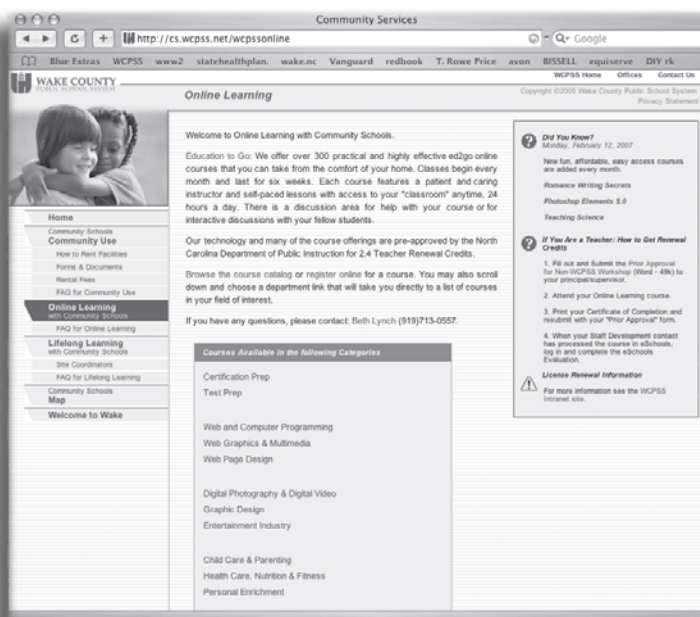 Community Services
http://cs.wcpss.net/wcpssonline
Google
Blue Extras WCPSS www2 statehealthplan. wake.nc Vanguard redbook T. Rowe Price avon BISSELL equiserve DIY rk
WCPSS Home Offices Contact Us
WAKE COUNTY
PUBLIC SCHOOL SYSTEM
Online Learning
Copyright ©2005 Wake County Public School System
Privacy Statement
Home
Community Schools
Community Use
How to Rent Facilities
Forms & Documents
Rental Fees
FAQ for Community Use
Online Learning
with Community Schools
FAQ for Online Learning
Lifelong Learning
with Community Schools
Site Coordinators
FAQ for Lifelong Learning
Community Schools
Map
Welcome to Wake
Welcome to Online Learning with Community Schools.
Education to Go: We offer over 300 practical and highly effective ed2go online
courses that you can take from the comfort of your home. Classes begin every
month and last for six weeks. Each course features a patient and caring
instructor and self-paced lessons with access to your "classroom" anytime, 24
hours a day. There is a discussion area for help with your course or for
interactive discussions with your fellow students.
Our technology and many of the course offerings are pre-approved by the North
Carolina Department of Public Instruction for 2.4 Teacher Renewal Credits.
Browse the course catalog or register online for a course. You may also scroll
down and choose a department link that will take you directly to a list of courses
in your field of interest.
If you have any questions, please contact: Beth Lynch (919)713-0557.
Courses Available in the following Categories
Certification Prep
Test Prep
Web and Computer Programming
Web Graphics & Multimedia
Web Page Design
Digital Photography & Digital Video
Graphic Design
Entertainment Industry
Child Care & Parenting
Health Care, Nutrition & Fitness
Personal Enrichment
Did You Know?
Monday, February 12, 2007
New fun, affordable, easy access courses
are added every month.
Romance Writing Secrets
Photoshop Elements 5.0
Teaching Science
If You Are a Teacher: How to Get Renewal
Credits
1. Fill out and Submit the Prior Approval
for Non-WCPSS Workshop (Word - 49k) to
your principal/supervisor.
2. Attend your Online Learning course.
3. Print your Certificate of Completion and
resubmit with your "Prior Approval" form.
4. When your Staff Development contact
has processed the course in eSchools,
log in and complete the eSchools
Evaluation.
License Renewal Information
For more information see the WCPSS
Intranet site.